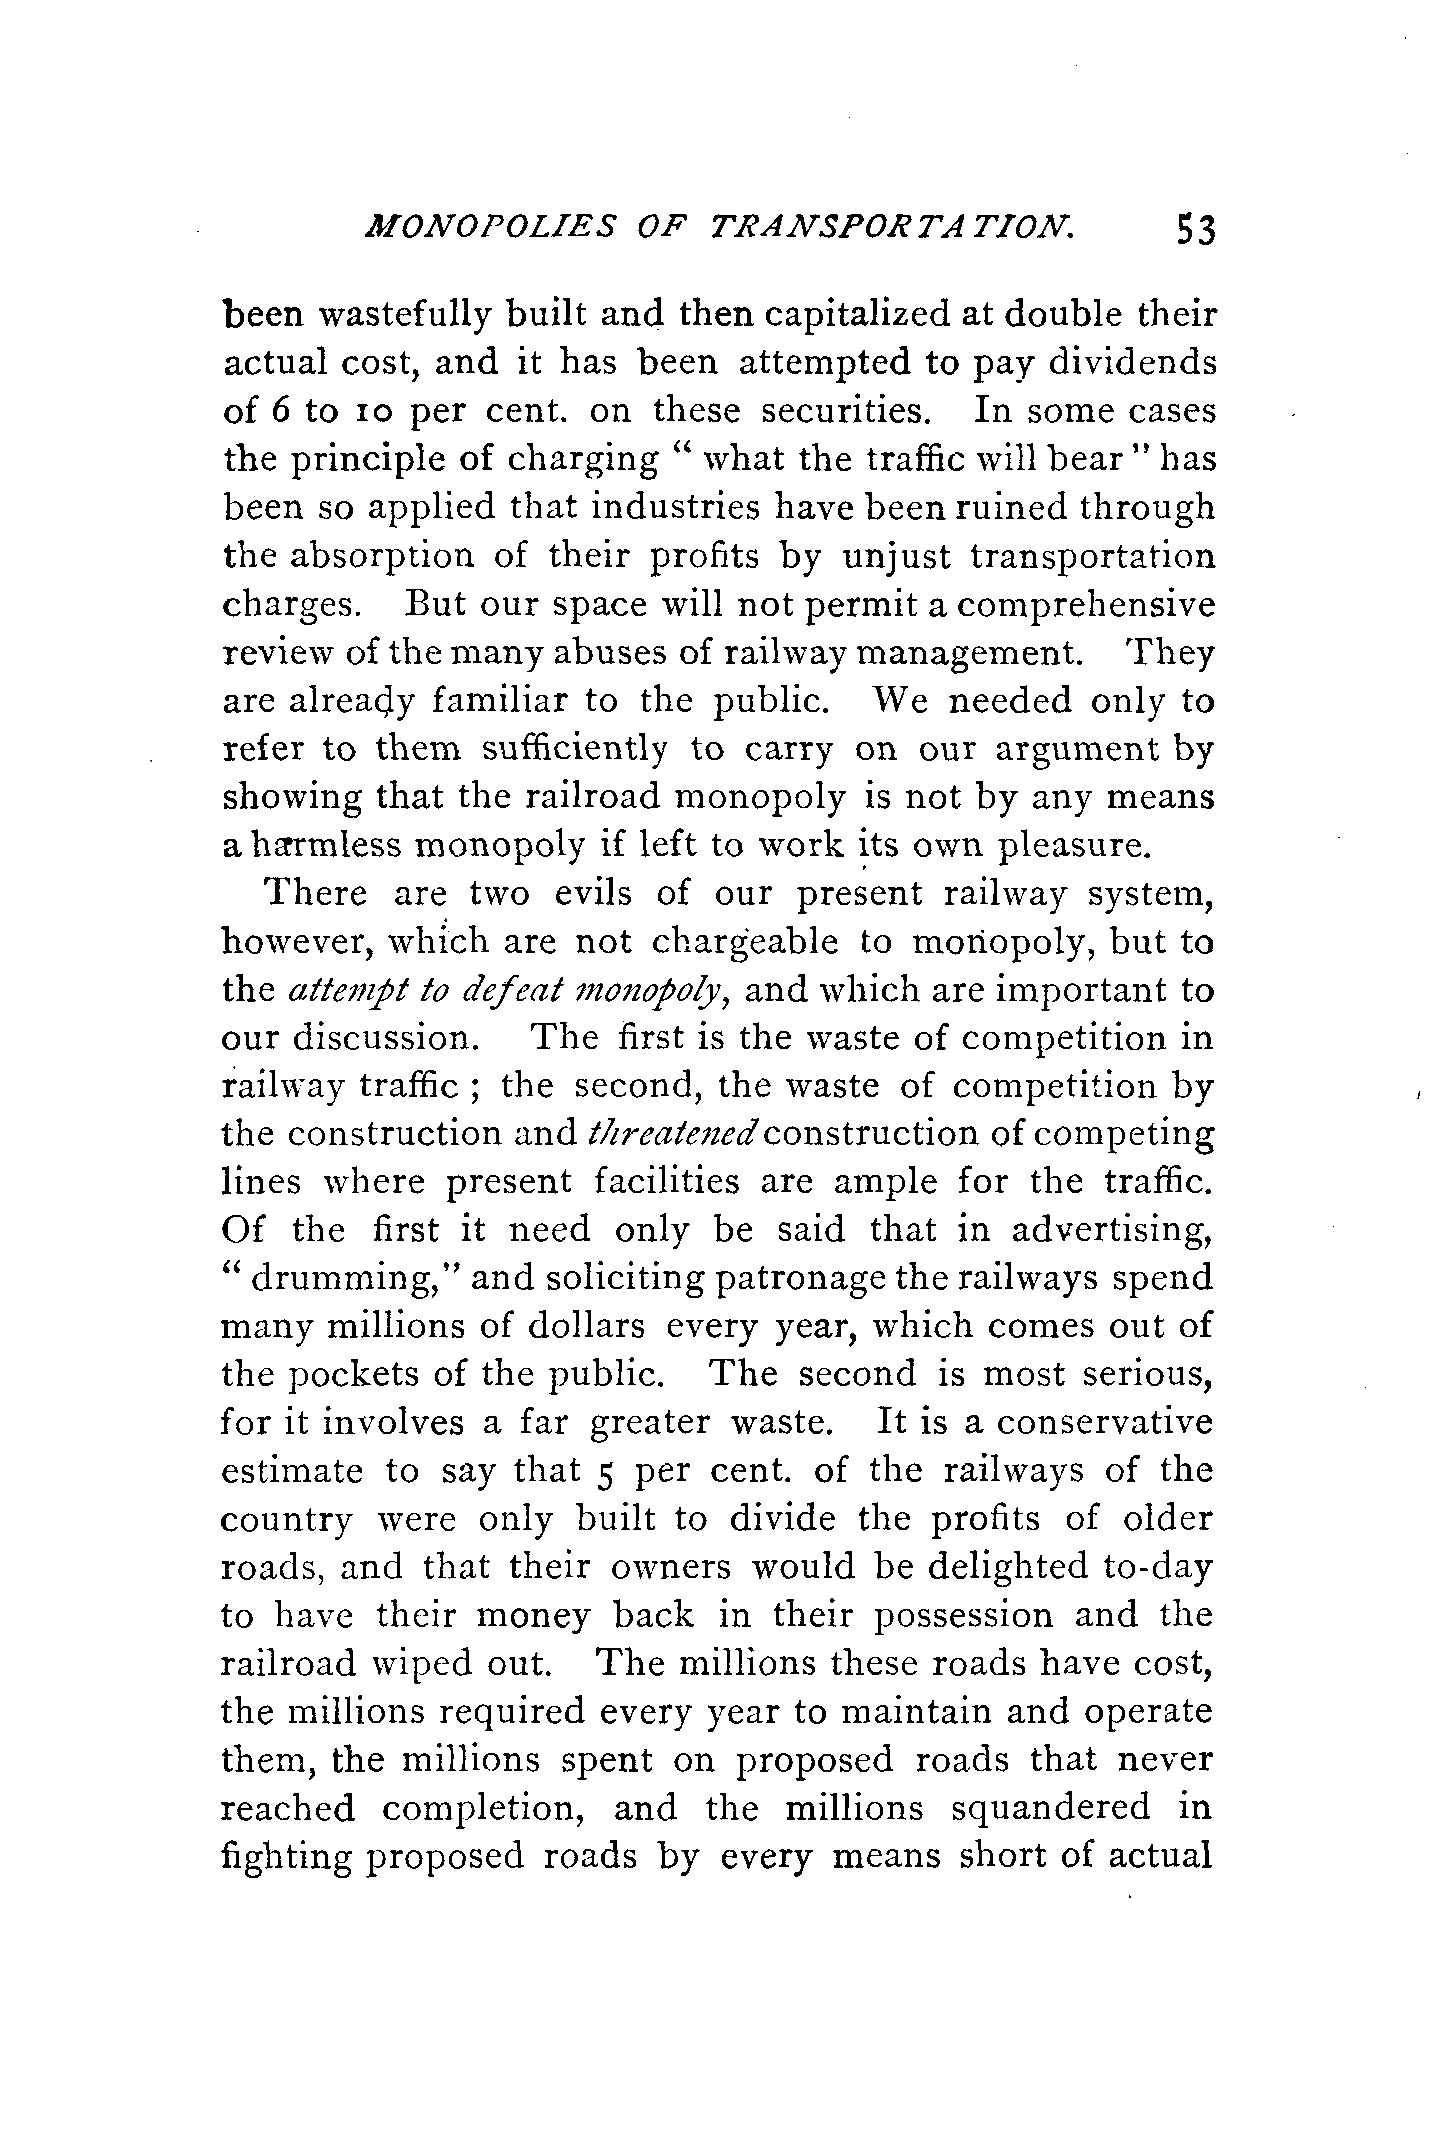 MONOPOLIES OF TRANSPORTATION. 53
been wastefully built and then capitalized at double their
actual cost, and it has been attempted to pay dividends
of 6 to 10 per cent. on these securities. In some cases
the principle of charging “ what the traffic will bear ” has
been so applied that industries have been ruined through
the absorption of their profits by unjust transportation
charges. But our space will not permit a comprehensive
review of the many abuses of railway management. They
are already familiar to the public. We needed only to
refer to them sufficiently to carry on our argument by
showing that the railroad monopoly is not by any means
a harmless monopoly if left to work its own pleasure.
There are two evils of our present railway system,
however, which are not chargeable to monopoly, but to
the attempt to defeat monopoly, and which are important to
our discussion. The first is the waste of competition in
railway traffic ; the second, the waste of competition by
the construction and threatened construction of competing
lines where present facilities are ample for the traffic.
Of the first it need only be said that in advertising,
“ drumming,” and soliciting patronage the railways spend
many millions of dollars every year, which comes out of
the pockets of the public. The second is most serious,
for it involves a far greater waste. It is a conservative
estimate to say that 5 per cent. of the railways of the
country were only built to divide the profits of older
roads, and that their owners would be delighted to-day
to have their money back in their possession and the
railroad wiped out. The millions these roads have cost,
the millions required every year to maintain and operate
them, the millions spent on proposed roads that never
reached completion, and the millions squandered in
fighting proposed roads by every means short of actual